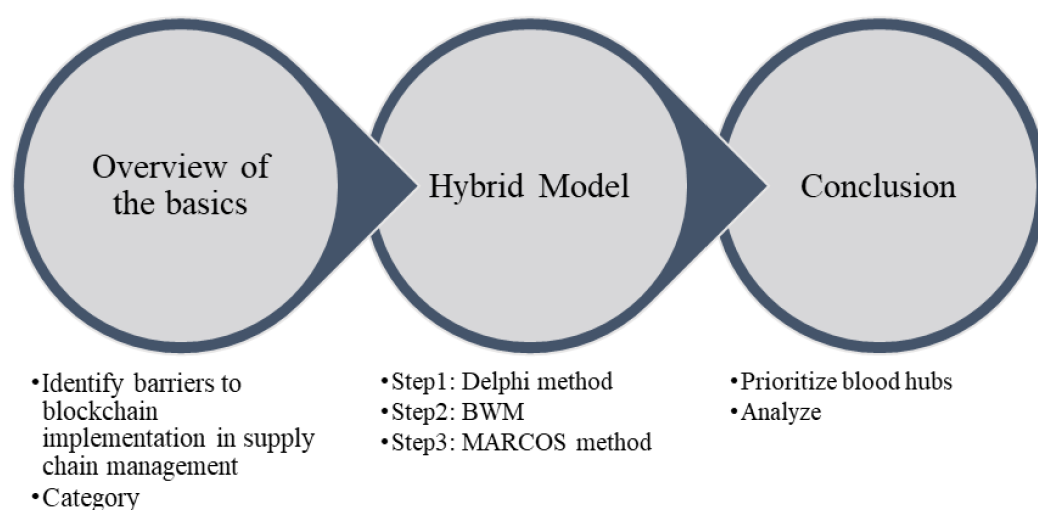 Overview of
the basics
Hybrid Model
Conclusion
•Identify barriers to
blockchain
implementation in supply
chain management
•Category
•Step1: Delphi method
•Step2: BWM
•Step3: MARCOS method
•Prioritize blood hubs
•Analyze